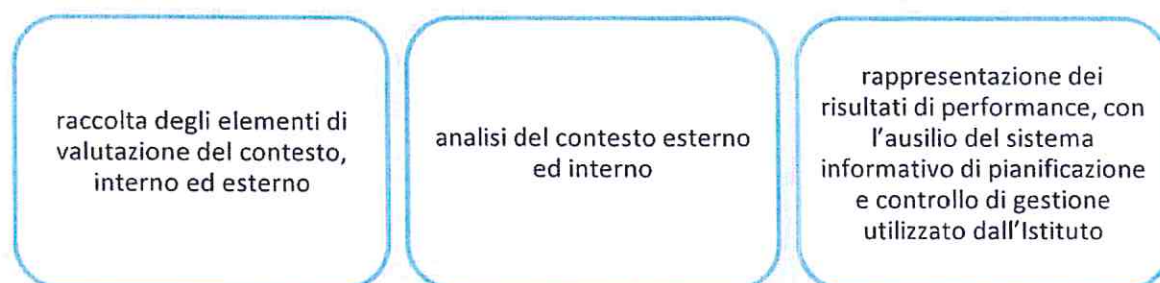 raccolta degli elementi di
valutazione del contesto,
interno ed esterno
analisi del contesto esterno
ed interno
rappresentazione dei
risultati di performance, con
l'ausilio del sistema
informativo di pianificazione
e controllo di gestione
utilizzato dall'Istituto